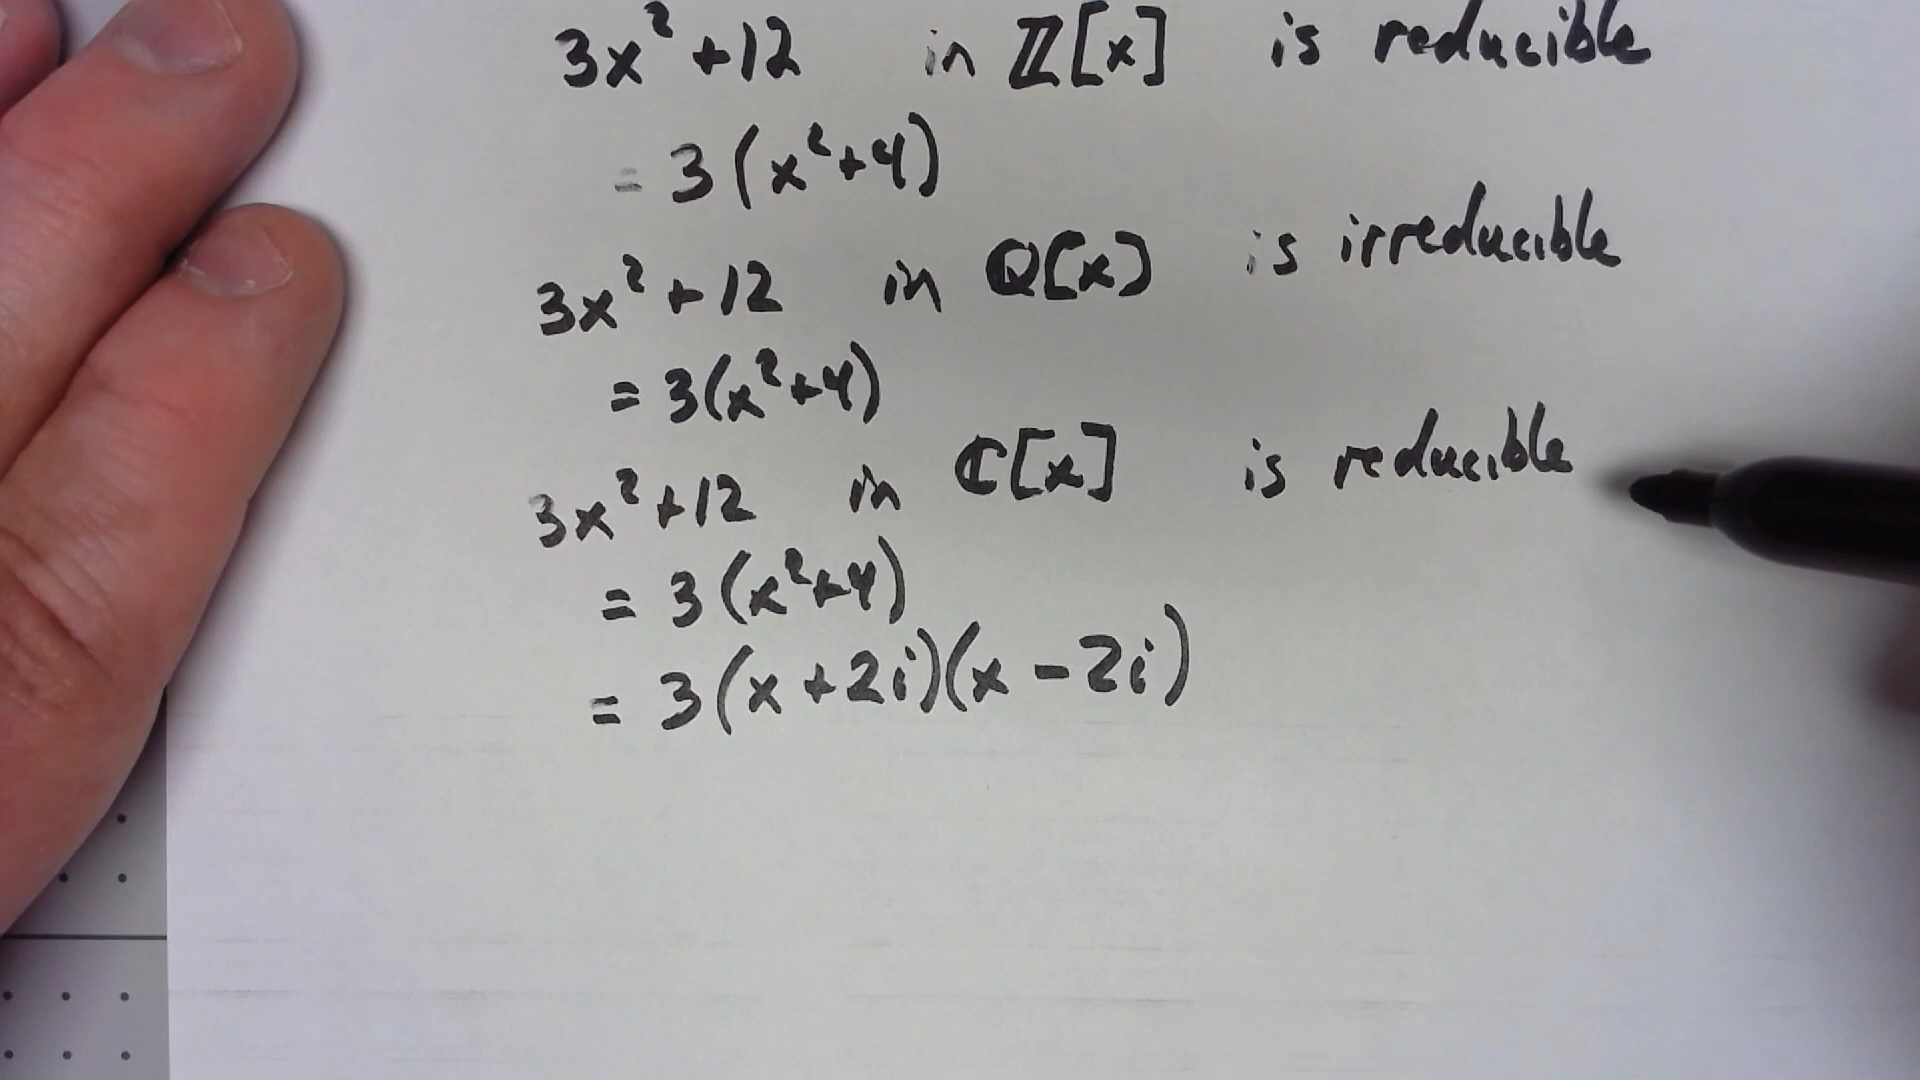 3x² + 12 in ℤ[x] is reducible
= 3(x² + 4)
3x² + 12 in ℚ[x] is irreducible
= 3(x² + 4)
3x² + 12 in ℂ[x] is reducible
= 3(x² + 4)
= 3(x + 2i)(x - 2i)